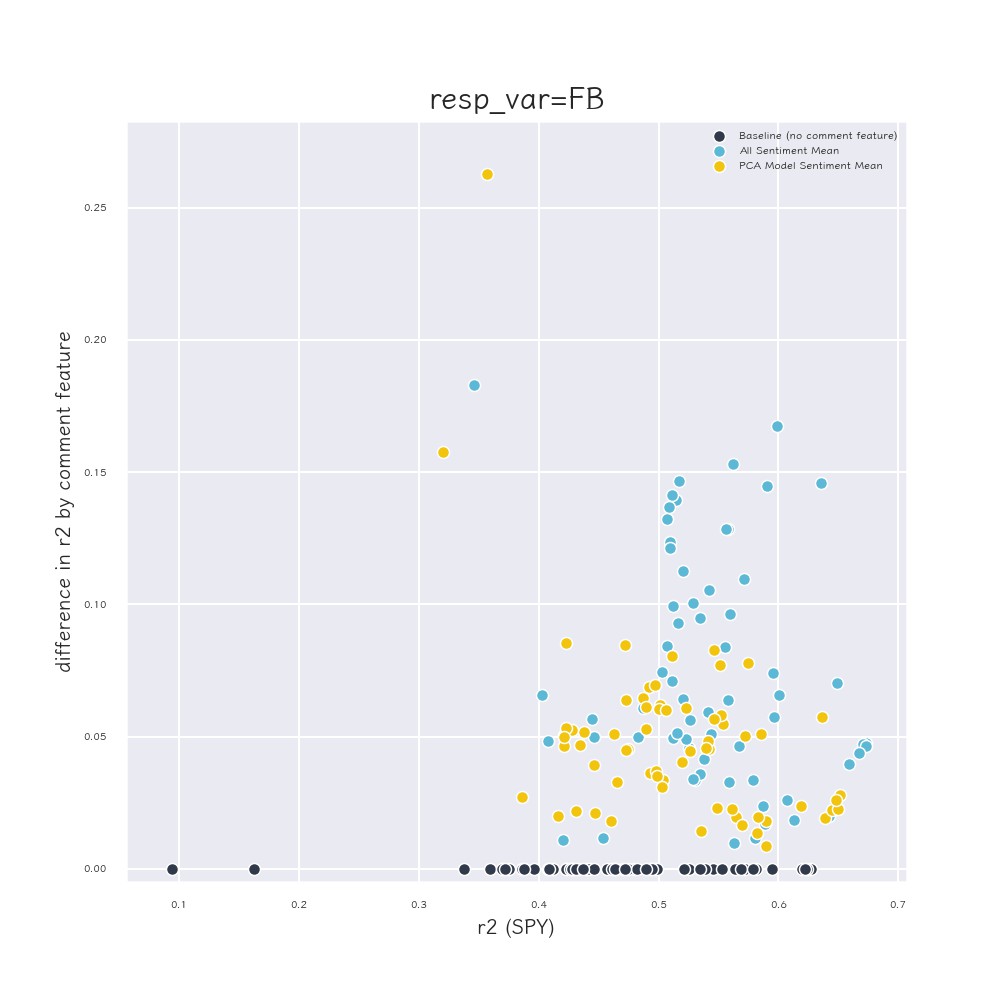 resp_var=FB
Baseline (no comment feature)
All Sentiment Mean
PCA Model Sentiment Mean
difference in r2 by comment feature
0.25
0.20
0.15
0.10
0.05
0.00
0.1 0.2 0.3 0.4 0.5 0.6 0.7
r2 (SPY)